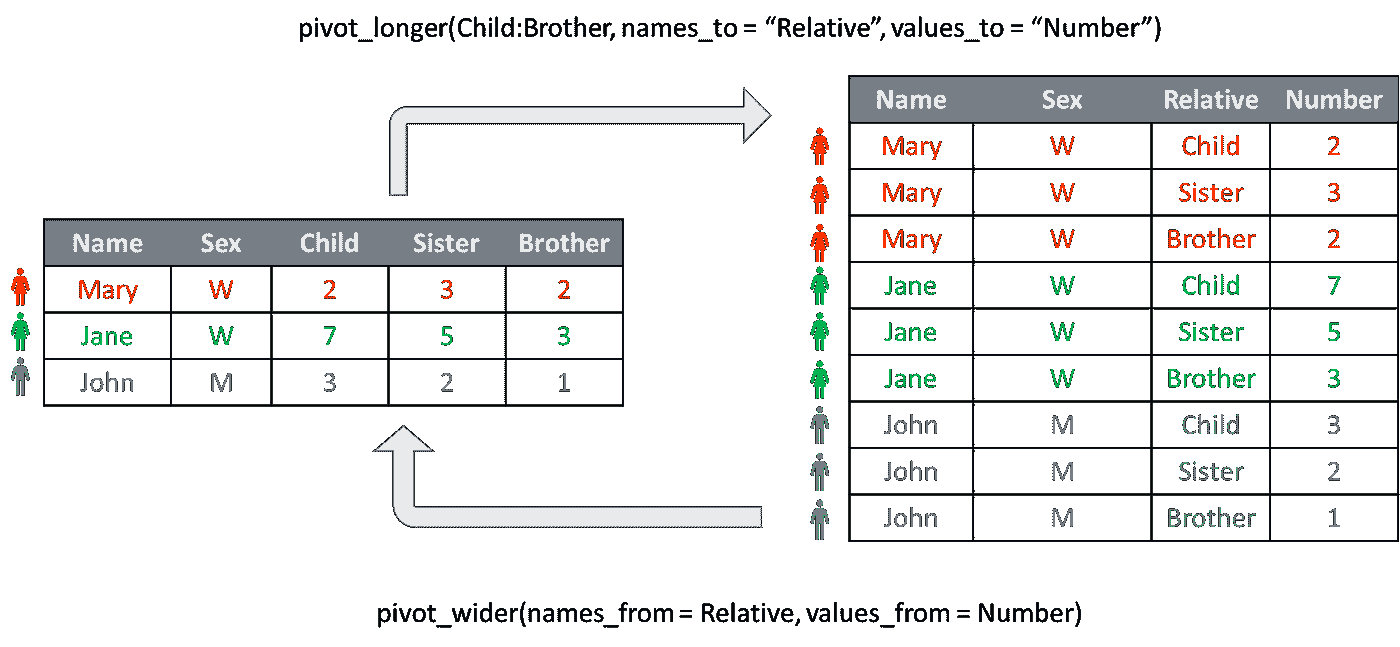 pivot_longer(Child:Brother, names_to = “Relative”, values_to = “Number”)
Name Sex Child Sister Brother
Mary W 2 3 2
Jane W 7 5 3
John M 3 2 1
Name Sex Relative Number
Mary W Child 2
Mary W Sister 3
Mary W Brother 2
Jane W Child 7
Jane W Sister 5
Jane W Brother 3
John M Child 3
John M Sister 2
John M Brother 1
pivot_wider(names_from = Relative, values_from = Number)